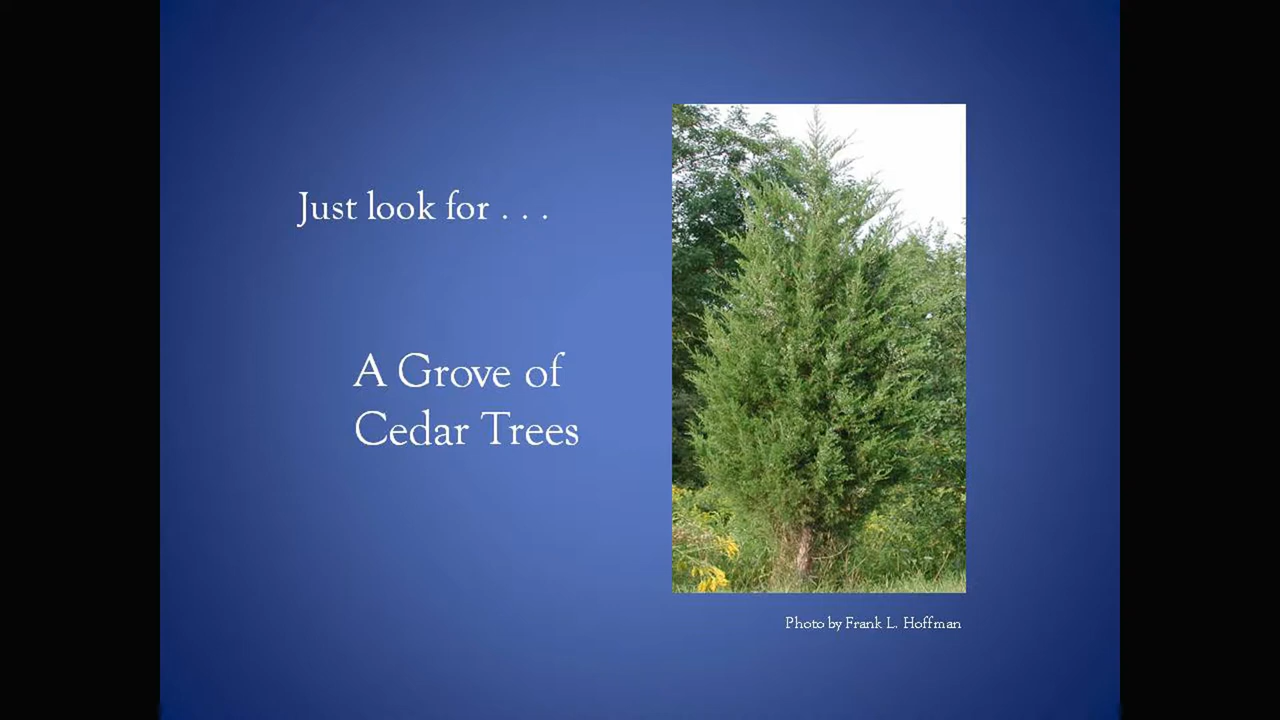 Just look for . . .
A Grove of
Cedar Trees
Photo by Frank L. Hoffman